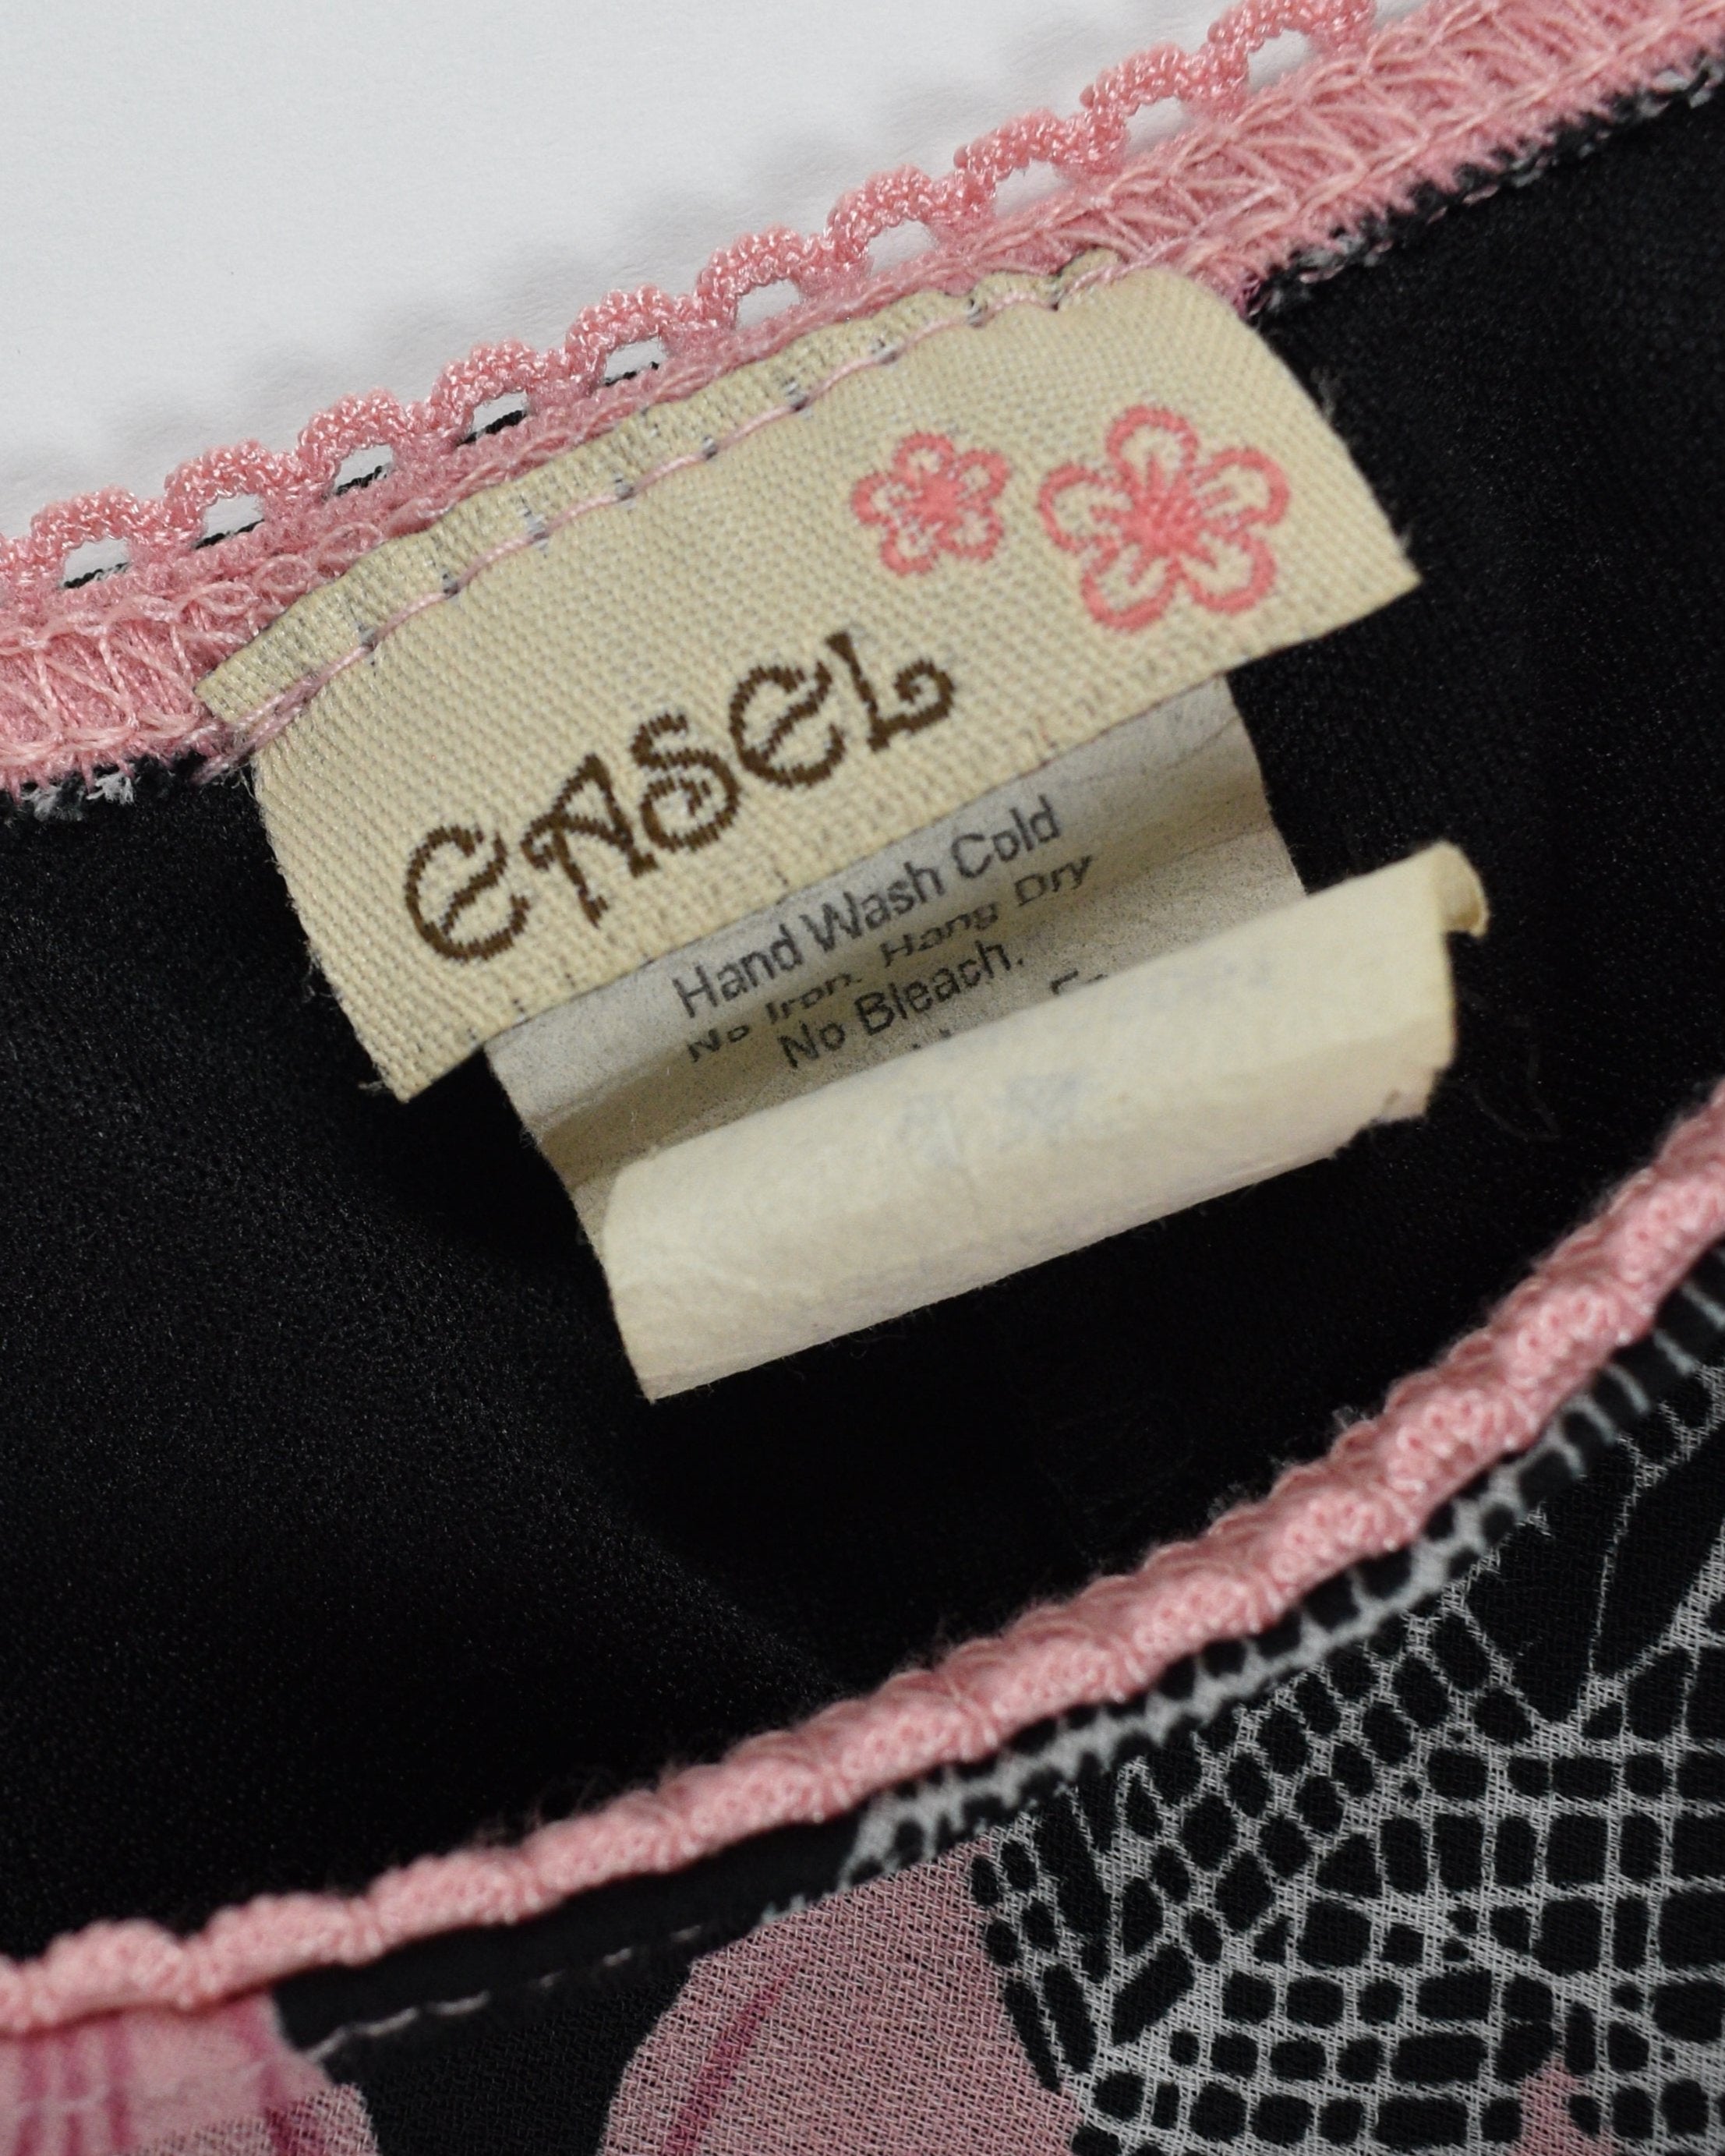 EASEL
Hand Wash Cold
No Iron. Hang Dry
No Bleach.